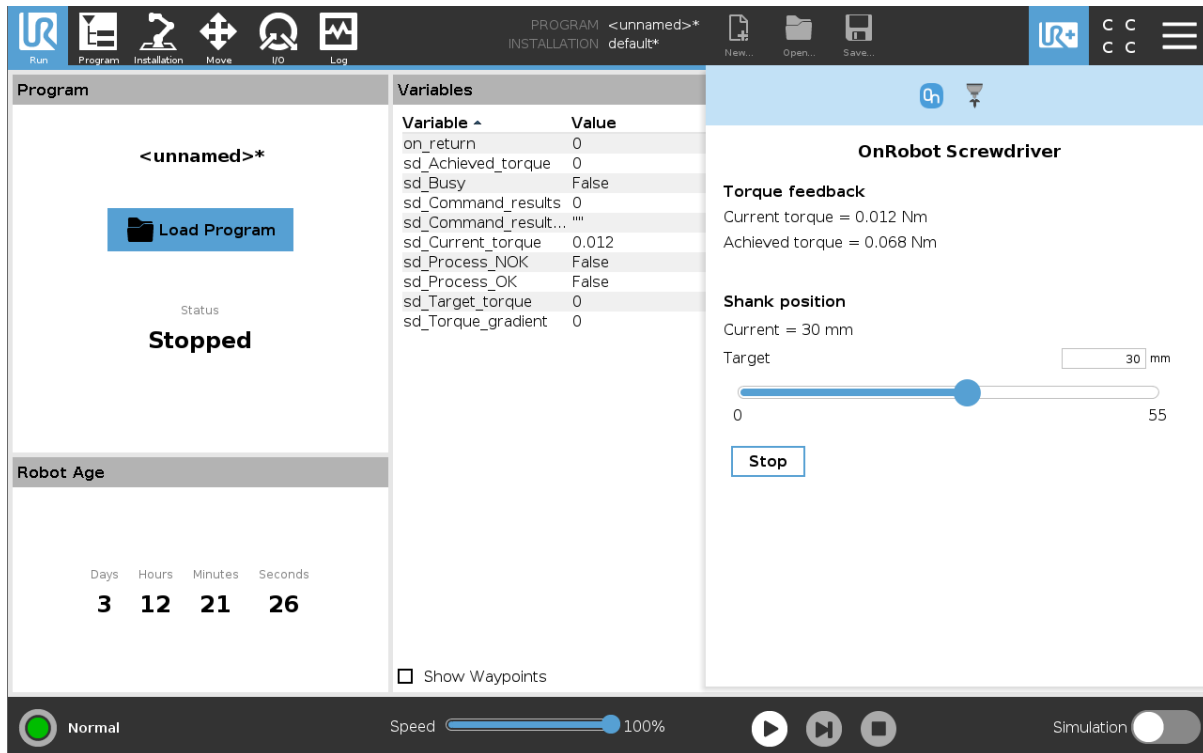 PROGRAM <unnamed>*
INSTALLATION default*
Run Program Installation Move I/O Log
New... Open... Save...
UR+
C C
C C
Program
<unnamed>*
Load Program
Status
Stopped
Robot Age
Days Hours Minutes Seconds
3 12 21 26
Variables
Variable Value
on_return 0
sd_Achieved_torque 0
sd_Busy False
sd_Command_results 0
sd_Command_result... ""
sd_Current_torque 0.012
sd_Process_NOK False
sd_Process_OK False
sd_Target_torque 0
sd_Torque_gradient 0
Show Waypoints
On
OnRobot Screwdriver
Torque feedback
Current torque = 0.012 Nm
Achieved torque = 0.068 Nm
Shank position
Current = 30 mm
Target 30 mm
0 55
Stop
Normal
Speed 100%
Simulation